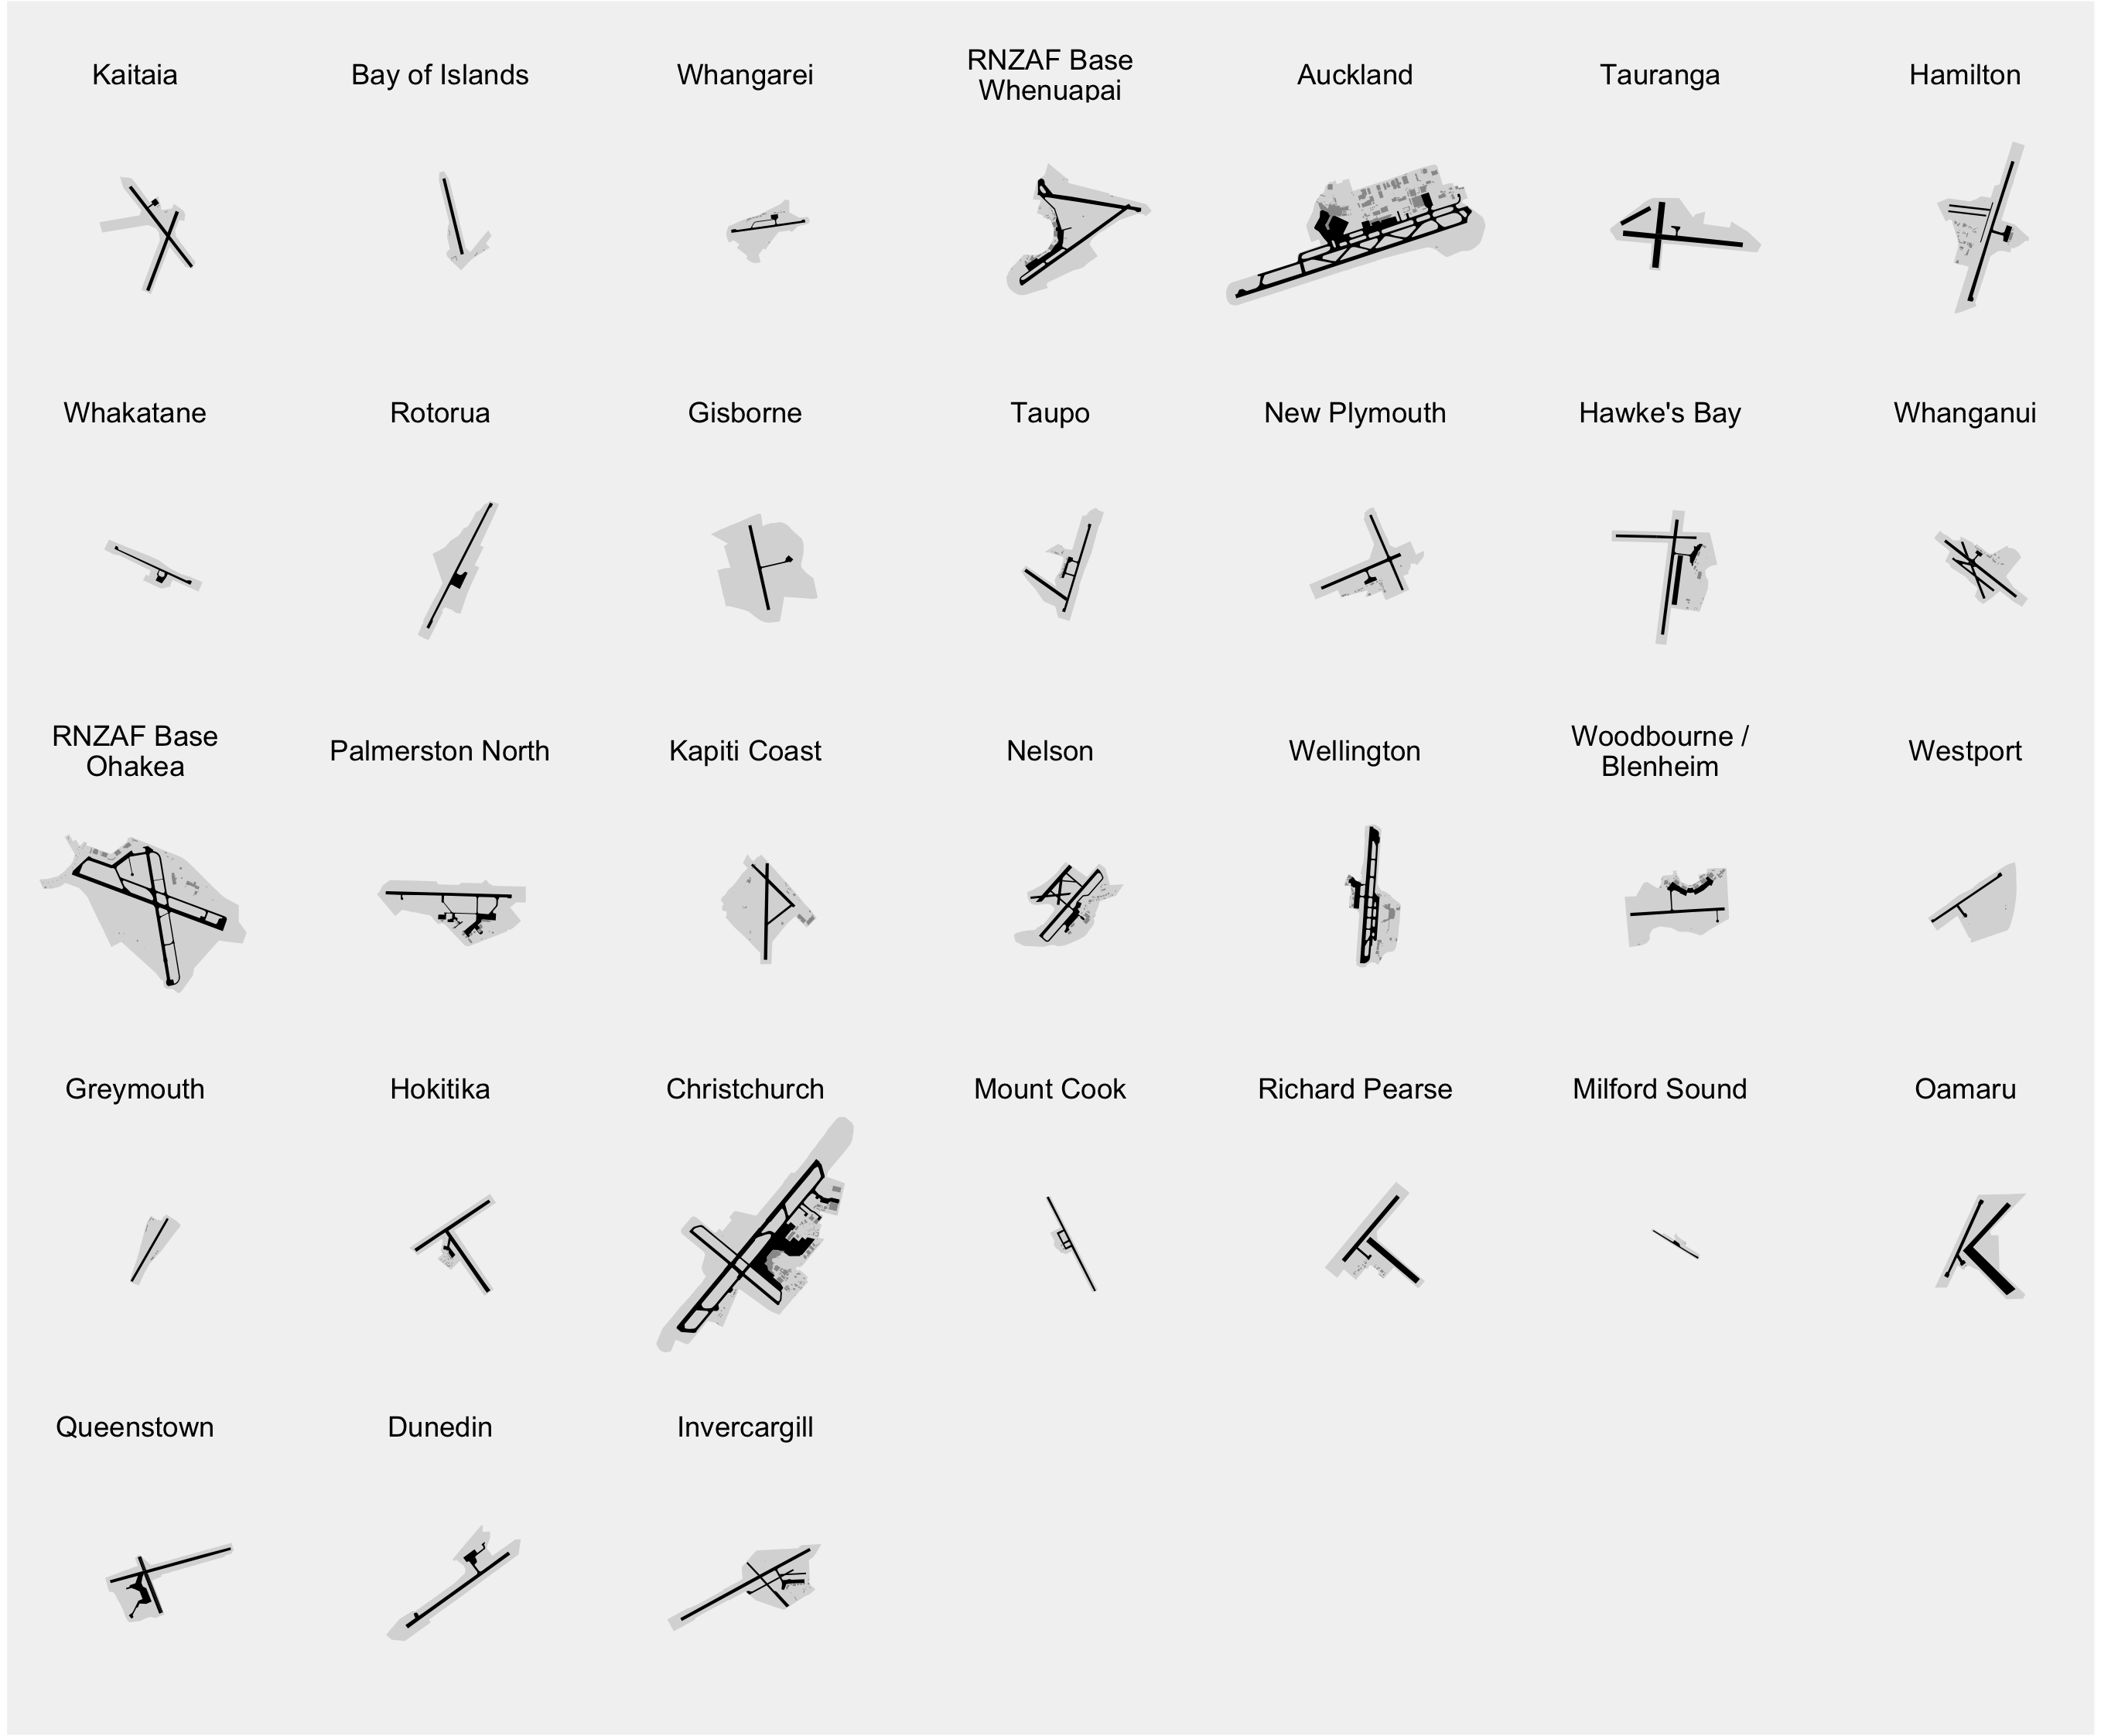 Kaitaia
Bay of Islands
Whangarei
RNZAF Base
Whenuapai
Auckland
Tauranga
Hamilton
Whakatane
Rotorua
Gisborne
Taupo
New Plymouth
Hawke's Bay
Whanganui
RNZAF Base
Ohakea
Palmerston North
Kapiti Coast
Nelson
Wellington
Woodbourne /
Blenheim
Westport
Greymouth
Hokitika
Christchurch
Mount Cook
Richard Pearse
Milford Sound
Oamaru
Queenstown
Dunedin
Invercargill